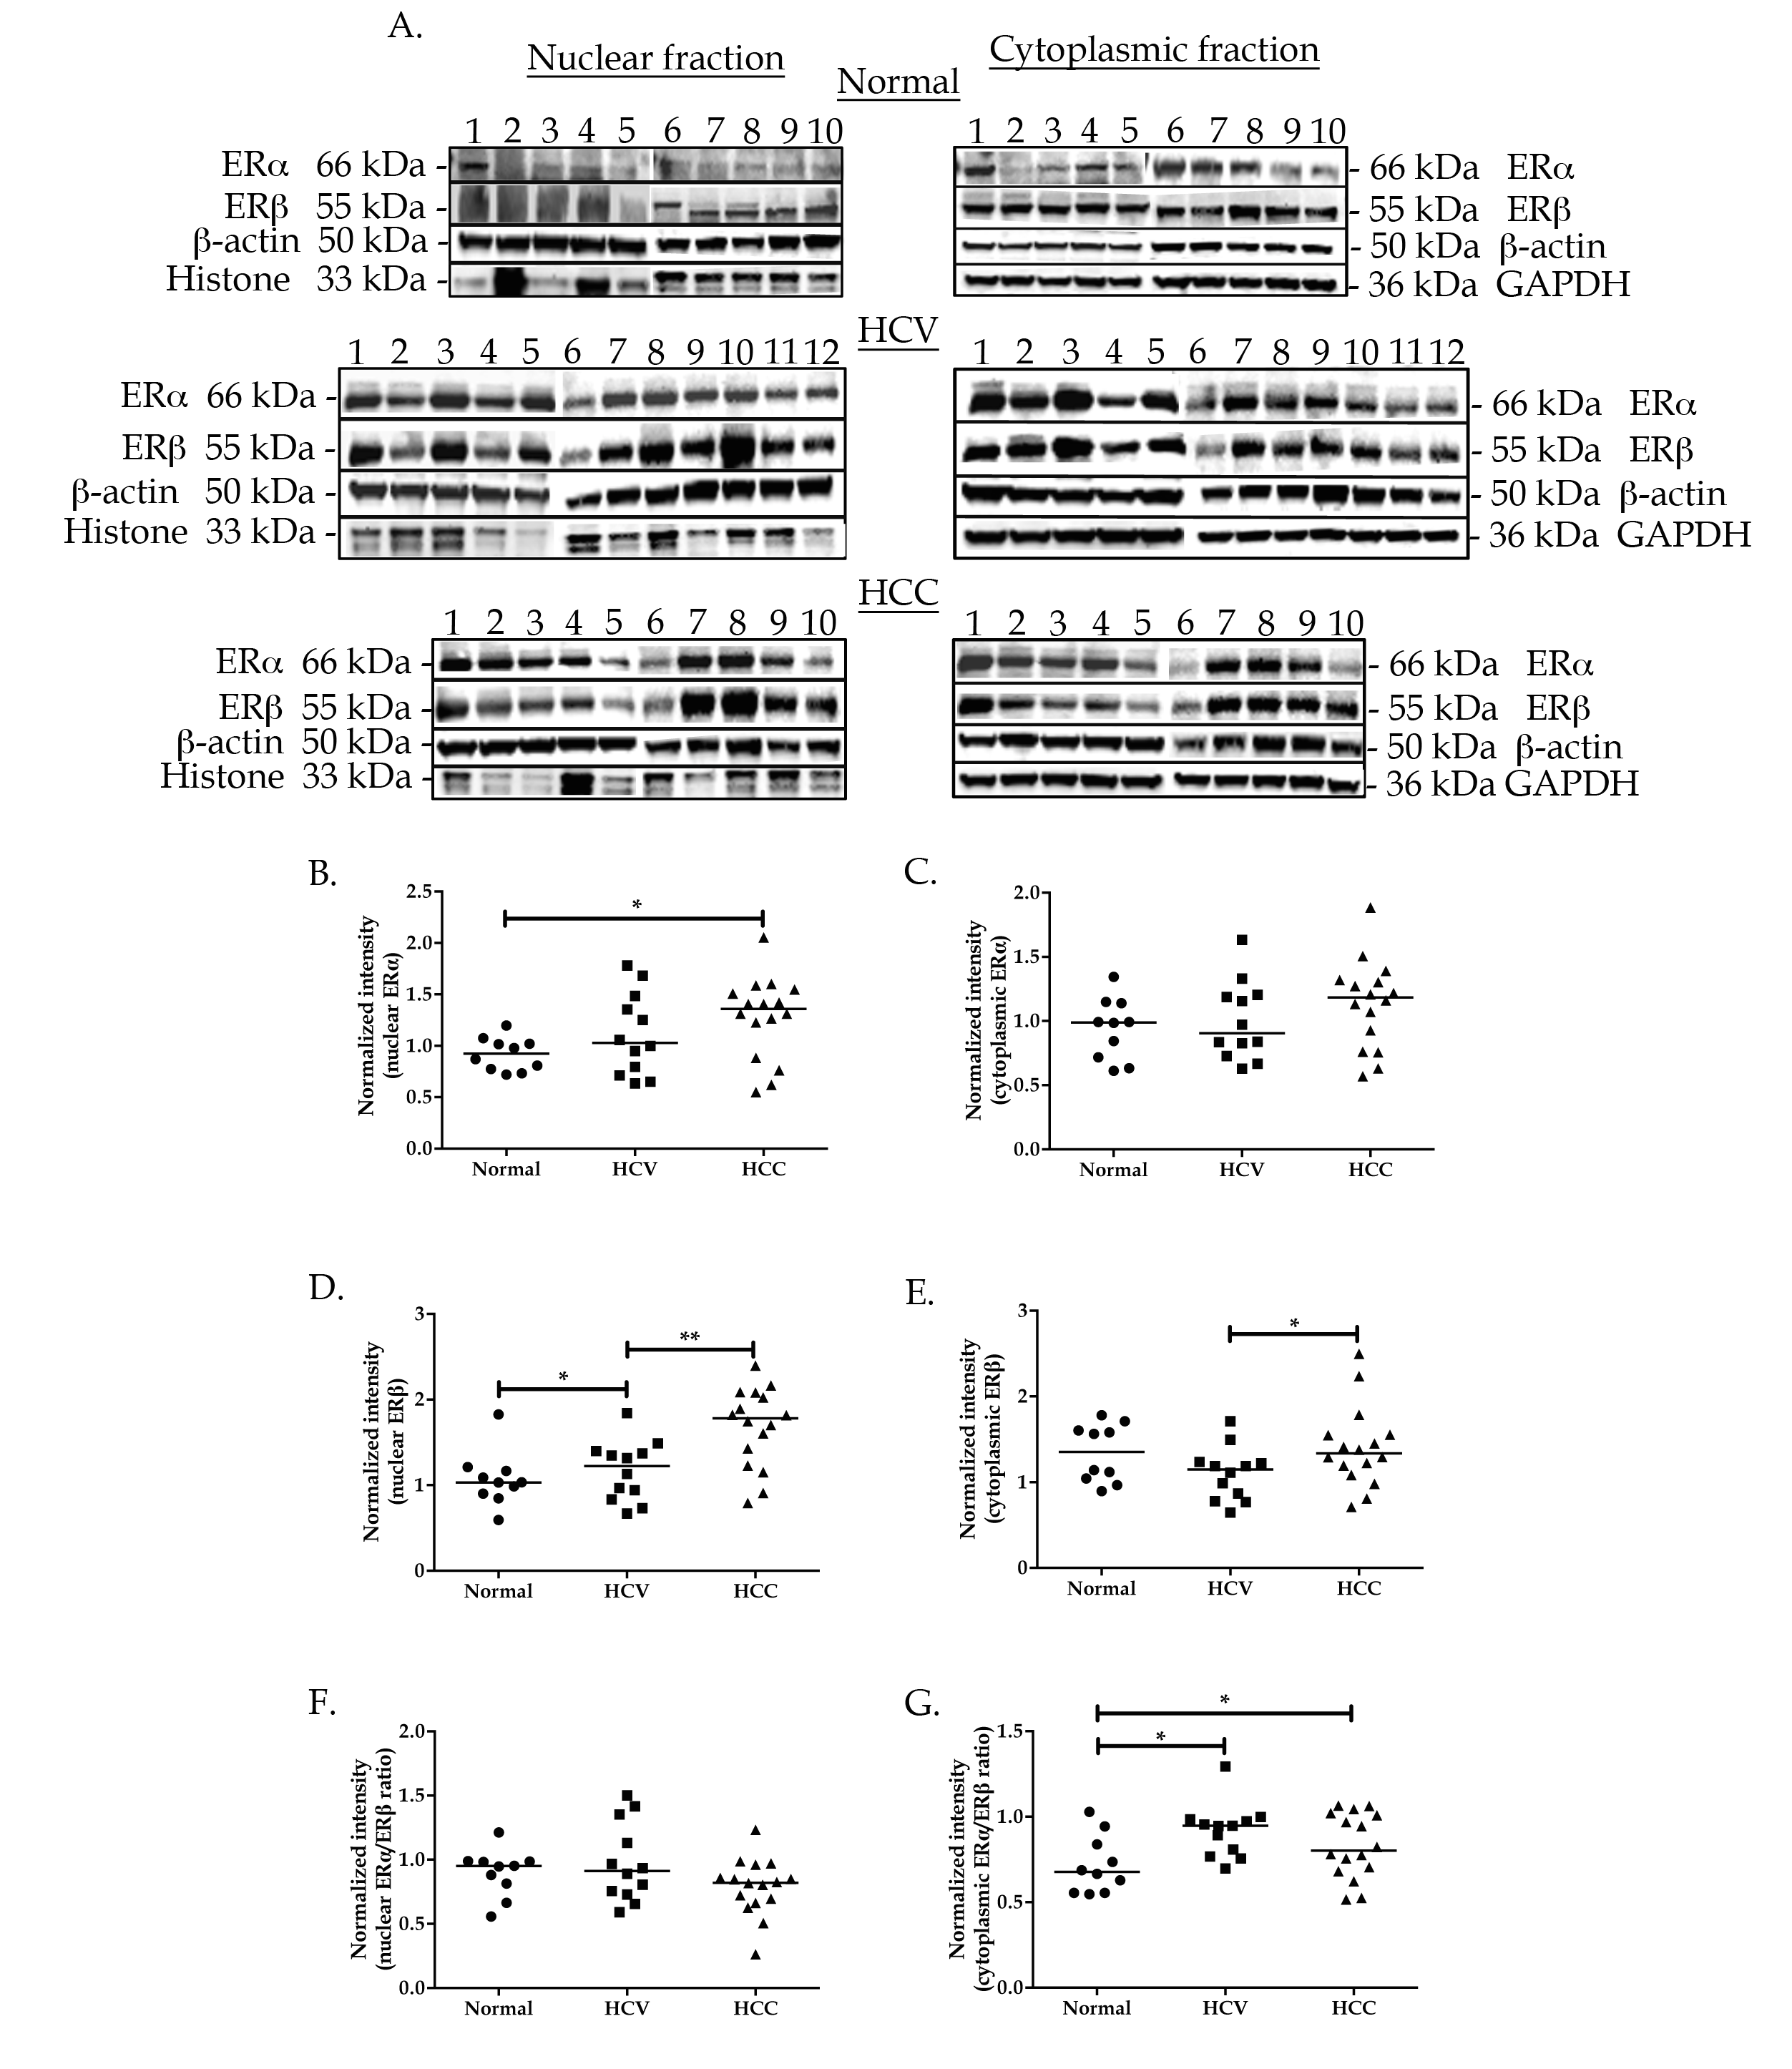 A.
Nuclear fraction
Cytoplasmic fraction
Normal
1 2 3 4 5 6 7 8 9 10
1 2 3 4 5 6 7 8 9 10
ERα 66 kDa -
- 66 kDa ERα
ERβ 55 kDa -
- 55 kDa ERβ
β-actin 50 kDa -
- 50 kDa β-actin
Histone 33 kDa -
- 36 kDa GAPDH
HCV
1 2 3 4 5 6 7 8 9 10 11 12
1 2 3 4 5 6 7 8 9 10 11 12
ERα 66 kDa -
- 66 kDa ERα
ERβ 55 kDa -
- 55 kDa ERβ
β-actin 50 kDa -
- 50 kDa β-actin
Histone 33 kDa -
- 36 kDa GAPDH
HCC
1 2 3 4 5 6 7 8 9 10
1 2 3 4 5 6 7 8 9 10
ERα 66 kDa -
- 66 kDa ERα
ERβ 55 kDa -
- 55 kDa ERβ
β-actin 50 kDa -
- 50 kDa β-actin
Histone 33 kDa -
- 36 kDa GAPDH
B.
Normalized intensity
(nuclear ERα)
2.5
2.0
1.5
1.0
0.5
0.0
*
Normal HCV HCC
C.
Normalized intensity
(cytoplasmic ERα)
2.0
1.5
1.0
0.5
0.0
Normal HCV HCC
D.
Normalized intensity
(nuclear ERβ)
3
2
1
0
*
**
Normal HCV HCC
E.
Normalized intensity
(cytoplasmic ERβ)
3
2
1
0
*
Normal HCV HCC
F.
Normalized intensity
(nuclear ERα/ERβ ratio)
2.0
1.5
1.0
0.5
0.0
Normal HCV HCC
G.
Normalized intensity
(cytoplasmic ERα/ERβ ratio)
1.5
1.0
0.5
0.0
*
*
Normal HCV HCC